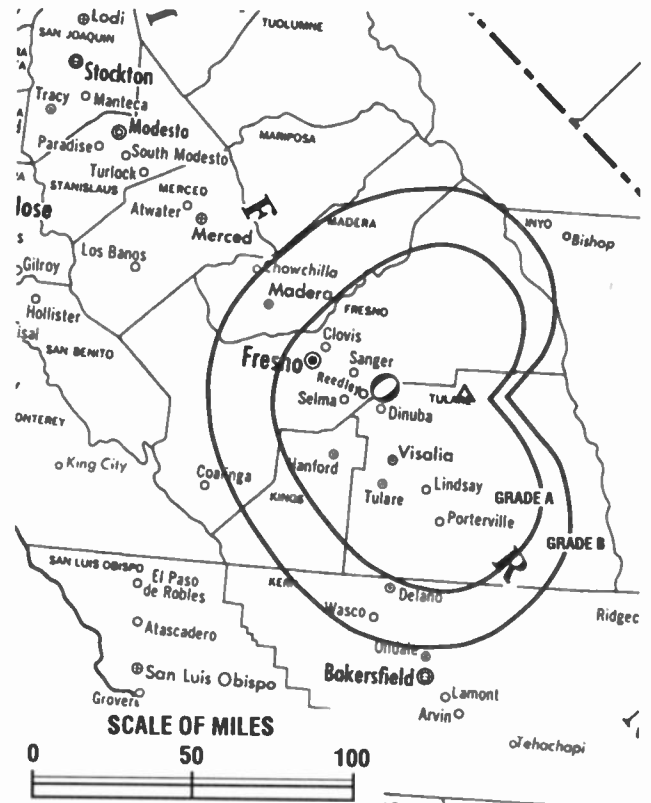 Lodi
SAN JOAQUIN
TUOLUMNE
Stockton
Tracy
Manteca
Modesto
Paradise
South Modesto
MARIPOSA
Turlock
STANISLAUS
MERCED
Atwater
Merced
F
MADERA
INYO
Bishop
Los Banos
Gilroy
Chowchilla
Madera
Hollister
FRESNO
SAN BENITO
Clovis
Fresno
Sanger
Reedley
Selma
TULARE
Dinuba
King City
Coalinga
Hanford
Visalia
KINGS
Tulare
Lindsay
GRADE A
Porterville
GRADE B
R
SAN LUIS OBISPO
El Paso
de Robles
KERN
Delano
Wasco
Ridgec
Atascadero
Oildale
San Luis Obispo
Bakersfield
Grover
Lamont
Arvin
Tehachapi
SCALE OF MILES
0 50 100